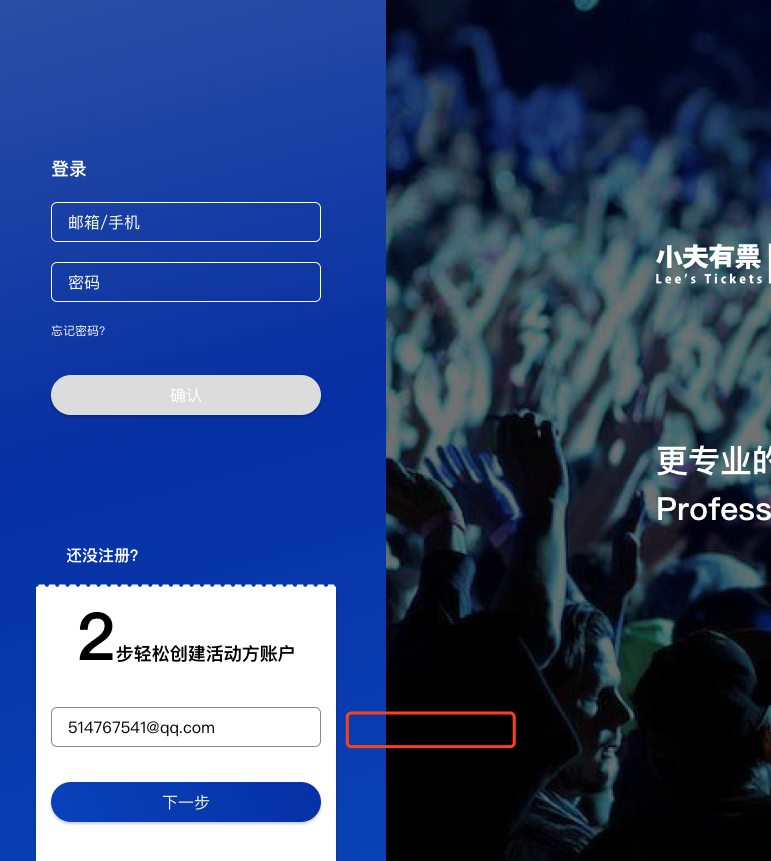 登录
邮箱/手机
密码
忘记密码?
确认
还没注册?
2步轻松创建活动方账户
514767541@qq.com
下一步
小夫有票
Lee's Tickets
更专业的
Profess